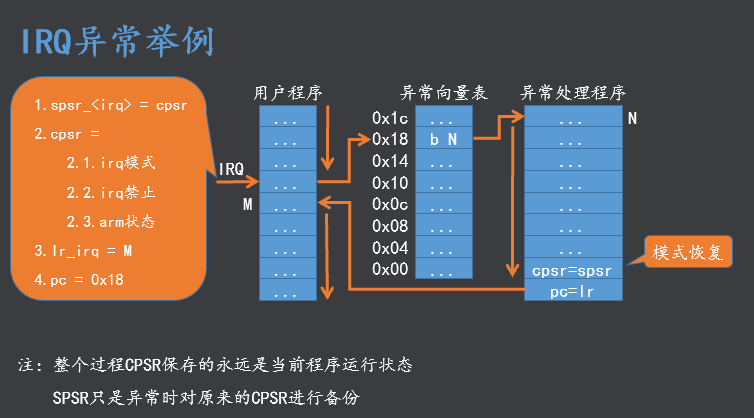 IRQ异常举例
1.spsr_<irq> = cpsr
2.cpsr =
2.1.irq模式
2.2.irq禁止
2.3.arm状态
3.lr_irq = M
4.pc = 0x18
IRQ
M
用户程序
...
...
...
...
...
...
...
...
...
异常向量表
0x1c ...
0x18 b N
0x14 ...
0x10 ...
0x0c ...
0x08 ...
0x04 ...
0x00 ...
异常处理程序
... N
...
...
...
...
...
...
cpsr=spsr
pc=lr
模式恢复
注：整个过程CPSR保存的永远是当前程序运行状态
SPSR只是异常时对原来的CPSR进行备份